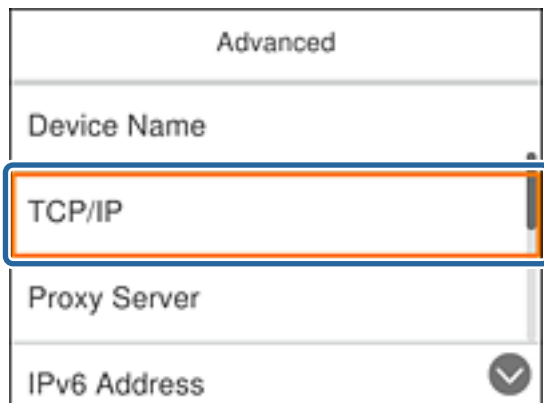 Advanced
Device Name
TCP/IP
Proxy Server
IPv6 Address